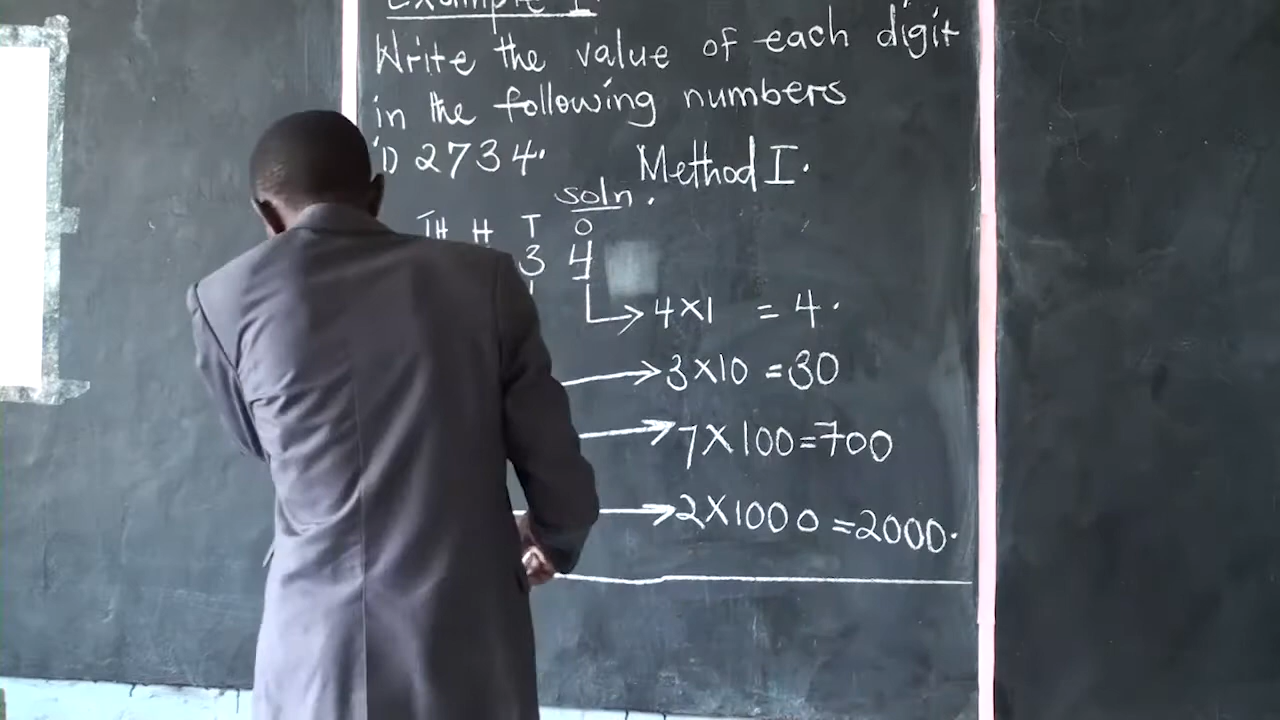 Example I.
Write the value of each digit
in the following numbers
i) 2734. Method I.
soln.
TH H T O
3 4
4×1 = 4.
3×10 =30
7×100=700
2×1000 =2000.